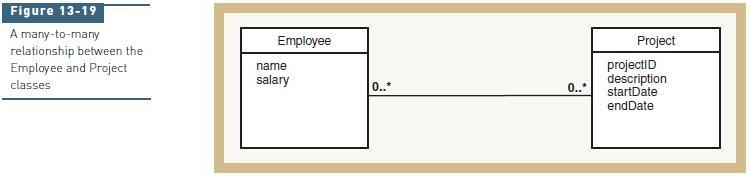 Figure 13-19
A many-to-many
relationship between the
Employee and Project
classes
Employee
name
salary
0..*
0..*
Project
projectID
description
startDate
endDate